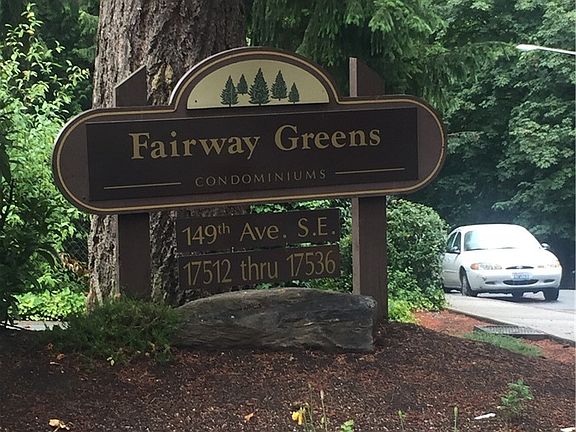 Fairway Greens
CONDOMINIUMS
149th Ave. S.E.
17512 thru 17536